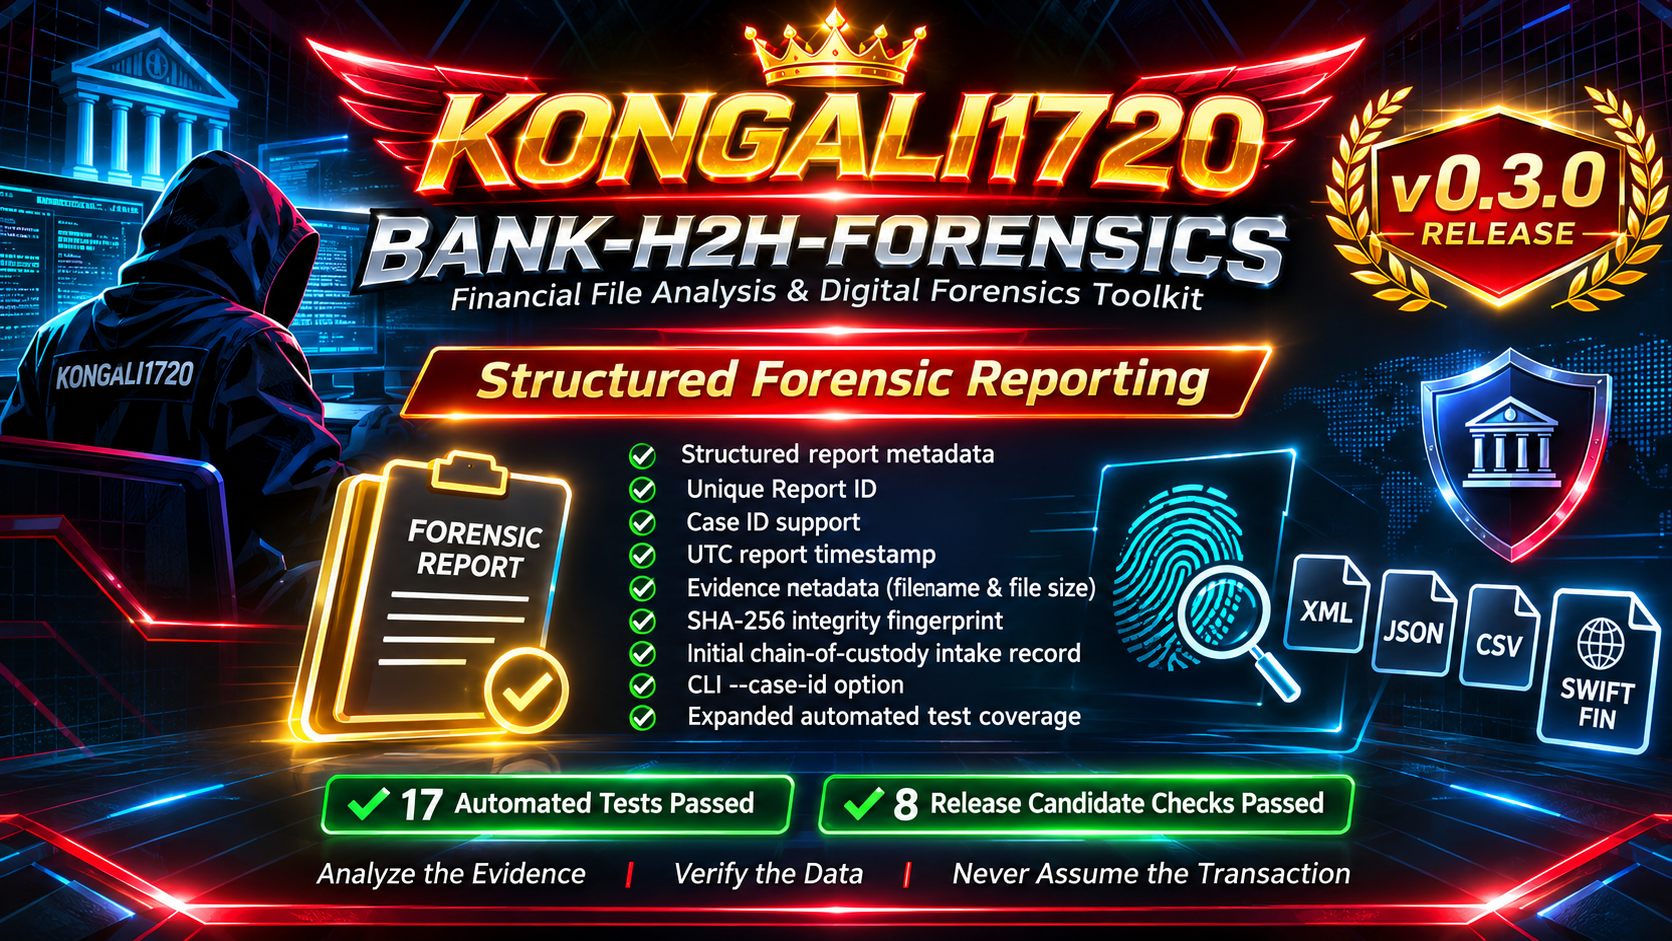 KONGALI1720
BANK-H2H-FORENSICS
Financial File Analysis & Digital Forensics Toolkit
v0.3.0
RELEASE
KONGALI1720
Structured Forensic Reporting
FORENSIC
REPORT
Structured report metadata
Unique Report ID
Case ID support
UTC report timestamp
Evidence netadata (filename & file size)
SHA-256 integrity fingerprint
Initial chain-of-custody intake record
CLI --case-id option
Expanded automated test coverage
XML
JSON
CSV
SWIFT
FIN
17 Automated Tests Passed
8 Release Candidate Checks Passed
Analyze the Evidence | Verify the Data | Never Assume the Transaction